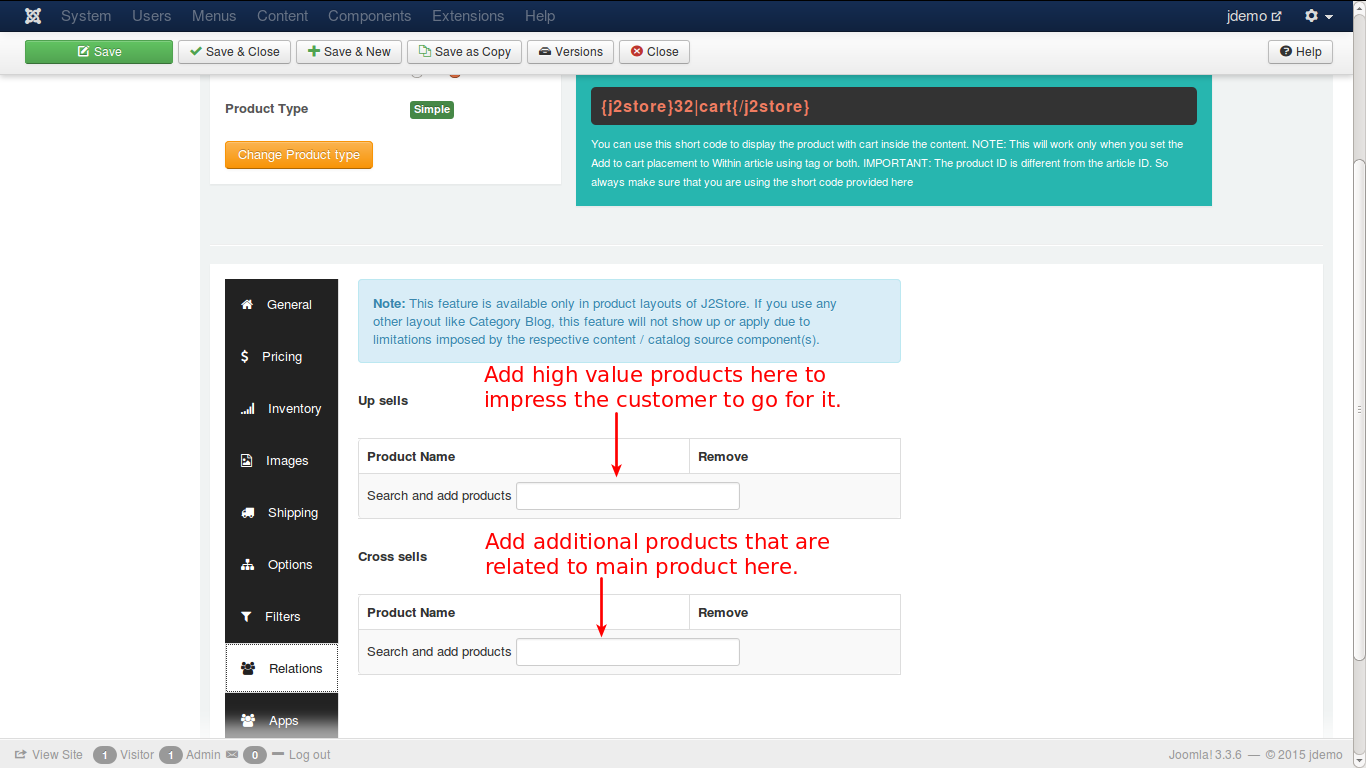 System Users Menus Content Components Extensions Help jdemo
Save Save & Close Save & New Save as Copy Versions Close Help
Product Type Simple
Change Product type
{j2store}32|cart{/j2store}
You can use this short code to display the product with cart inside the content. NOTE: This will work only when you set the
Add to cart placement to Within article using tag or both. IMPORTANT: The product ID is different from the article ID. So
always make sure that you are using the short code provided here
General
Pricing
Inventory
Images
Shipping
Options
Filters
Relations
Apps
Note: This feature is available only in product layouts of J2Store. If you use any
other layout like Category Blog, this feature will not show up or apply due to
limitations imposed by the respective content / catalog source component(s).
Add high value products here to
impress the customer to go for it.
Up sells
Product Name Remove
Search and add products
Add additional products that are
related to main product here.
Cross sells
Product Name Remove
Search and add products
View Site 1 Visitor 1 Admin 0 Log out Joomla! 3.3.6 — © 2015 jdemo